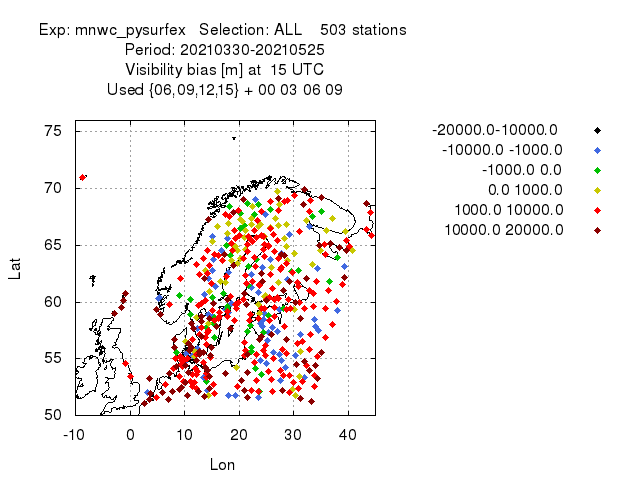 Exp: mnwc_pysurfex   Selection: ALL    503 stations
Period: 20210330-20210525
Visibility bias [m] at  15 UTC
Used {06,09,12,15} + 00 03 06 09
-20000.0-10000.0
-10000.0 -1000.0
-1000.0 0.0
0.0 1000.0
1000.0 10000.0
10000.0 20000.0
75
70
65
60
55
50
Lat
-10 0 10 20 30 40
Lon